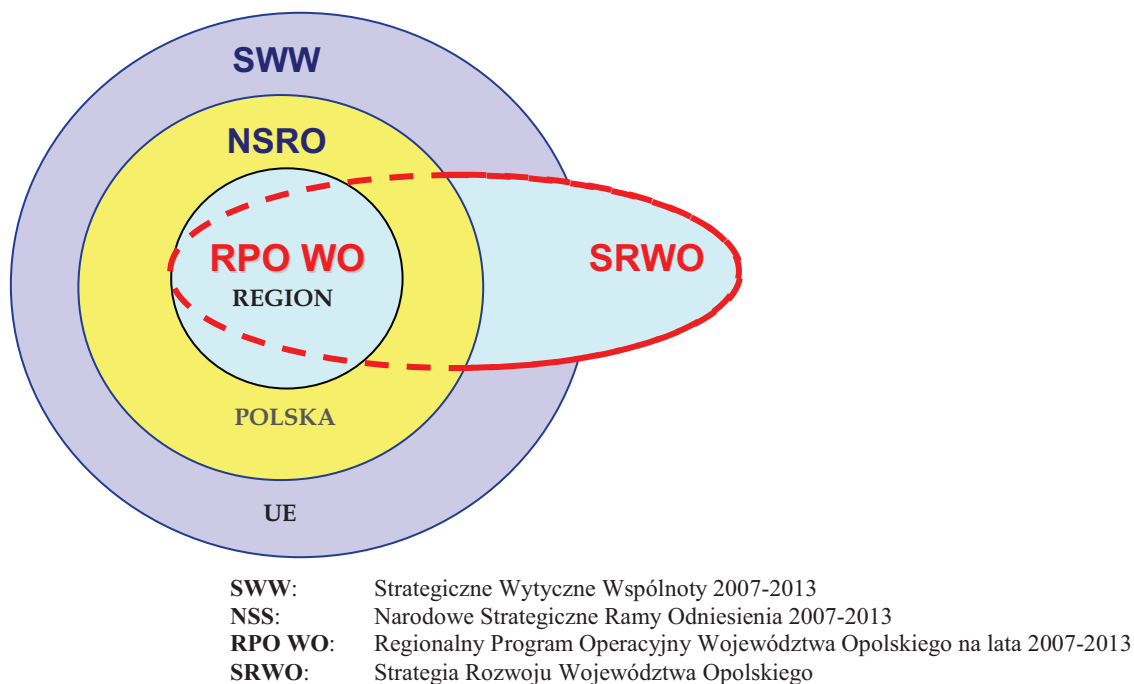 SWW
NSRO
RPO WO
SRWO
REGION
POLSKA
UE
SWW: Strategiczne Wytyczne Wspólnoty 2007-2013
NSS: Narodowe Strategiczne Ramy Odniesienia 2007-2013
RPO WO: Regionalny Program Operacyjny Województwa Opolskiego na lata 2007-2013
SRWO: Strategia Rozwoju Województwa Opolskiego